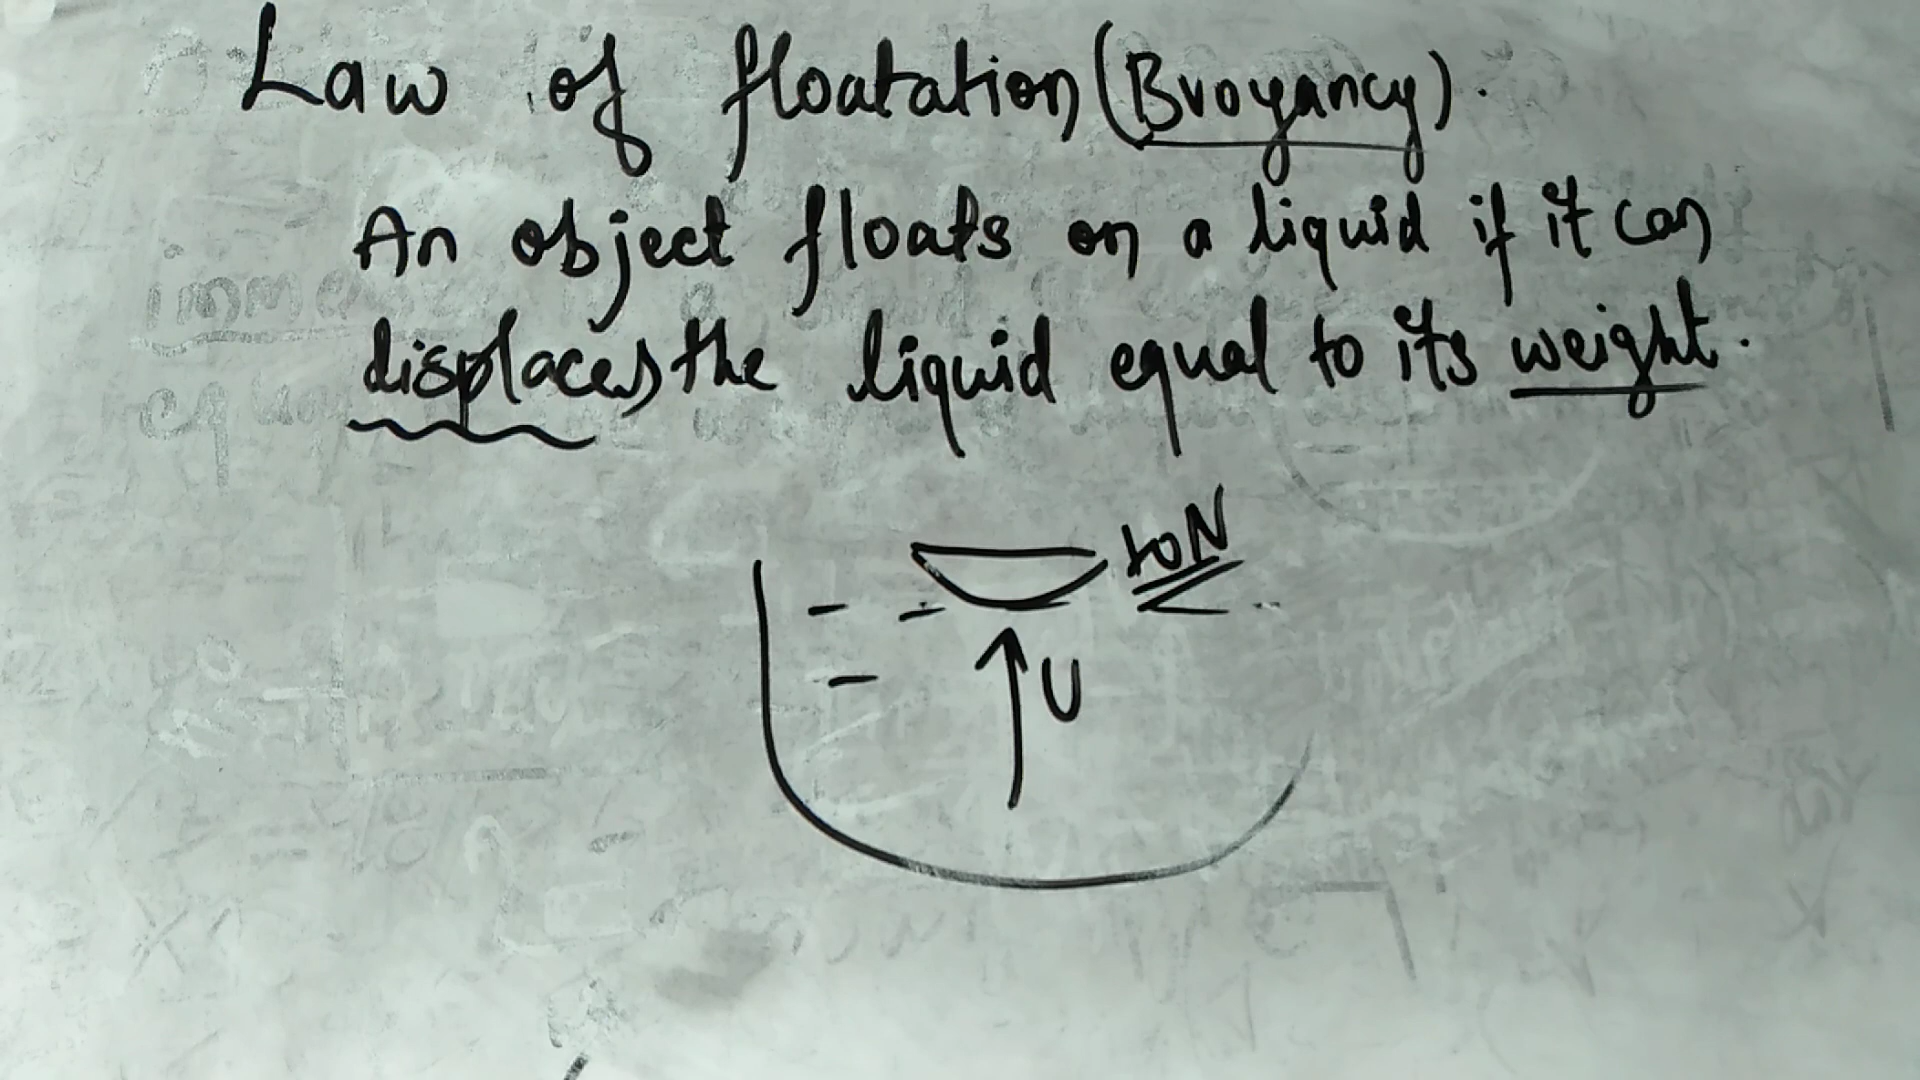 Law of floatation (Buoyancy).
An object floats on a liquid if it can
displaces the liquid equal to its weight.
10N
U